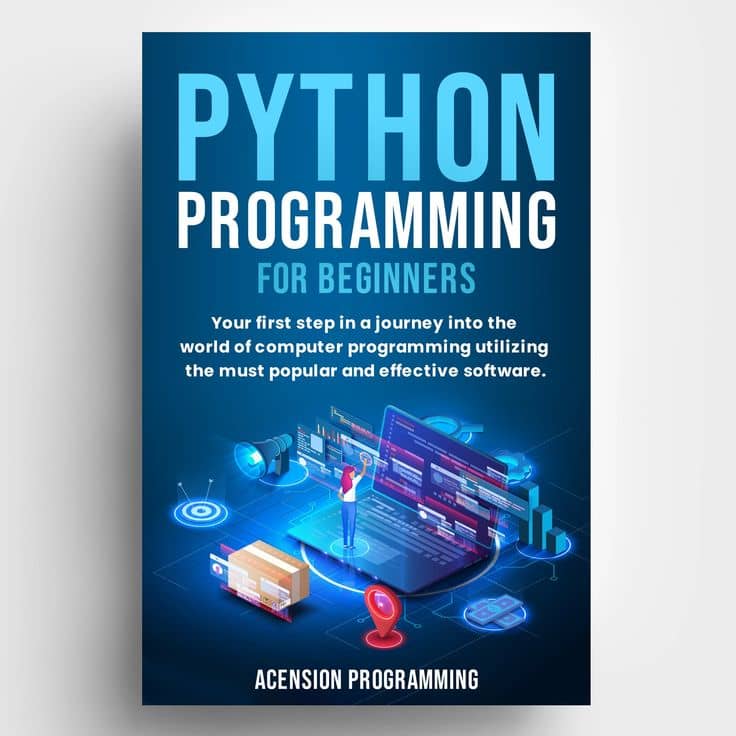 PYTHON
PROGRAMMING
FOR BEGINNERS
Your first step in a journey into the
world of computer programming utilizing
the must popular and effective software.
ACENSION PROGRAMMING